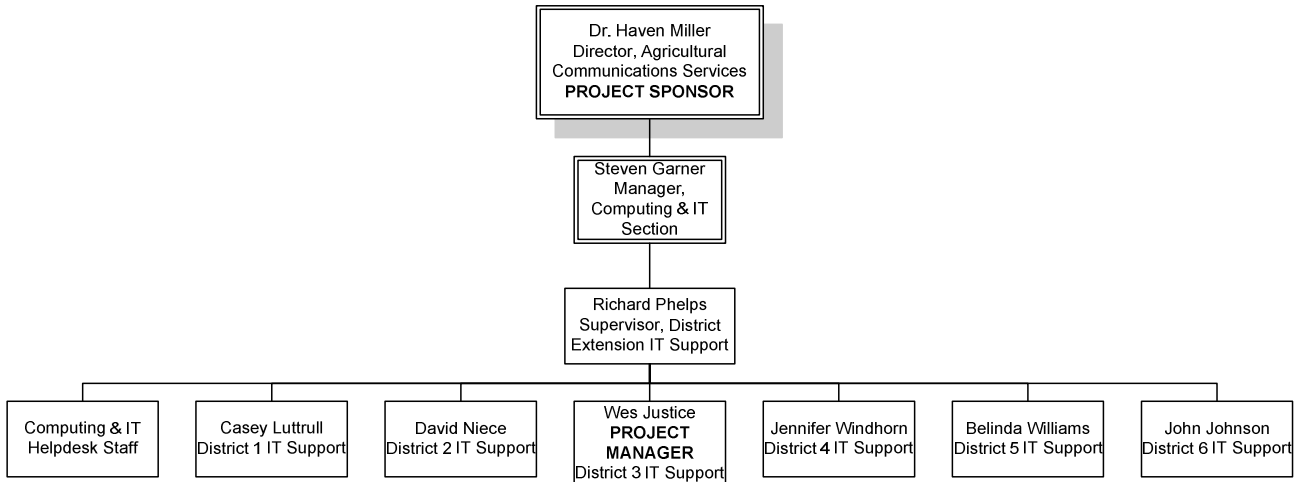 Dr. Haven Miller
Director, Agricultural
Communications Services
PROJECT SPONSOR
Steven Garner
Manager,
Computing & IT
Section
Richard Phelps
Supervisor, District
Extension IT Support
Computing & IT
Helpdesk Staff
Casey Luttrull
District 1 IT Support
David Niece
District 2 IT Support
Wes Justice
PROJECT
MANAGER
District 3 IT Support
Jennifer Windhorn
District 4 IT Support
Belinda Williams
District 5 IT Support
John Johnson
District 6 IT Support